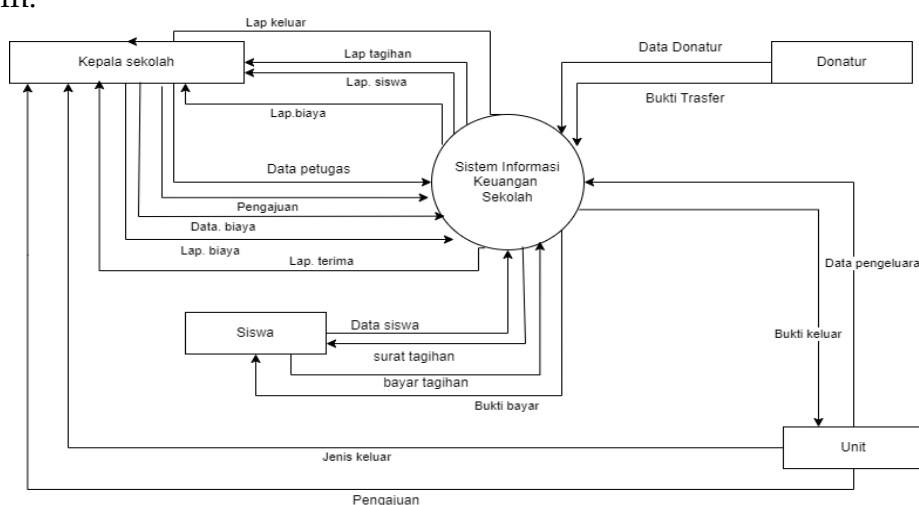 Lap keluar
Kepala sekolah
Lap tagihan
Lap. siswa
Lap.biaya
Data Donatur
Donatur
Bukti Trasfer
Sistem Informasi
Keuangan
Sekolah
Data petugas
Pengajuan
Data. biaya
Lap. biaya
Lap. terima
Data pengeluara
Siswa
Data siswa
surat tagihan
bayar tagihan
Bukti bayar
Bukti keluar
Unit
Jenis keluar
Pengajuan